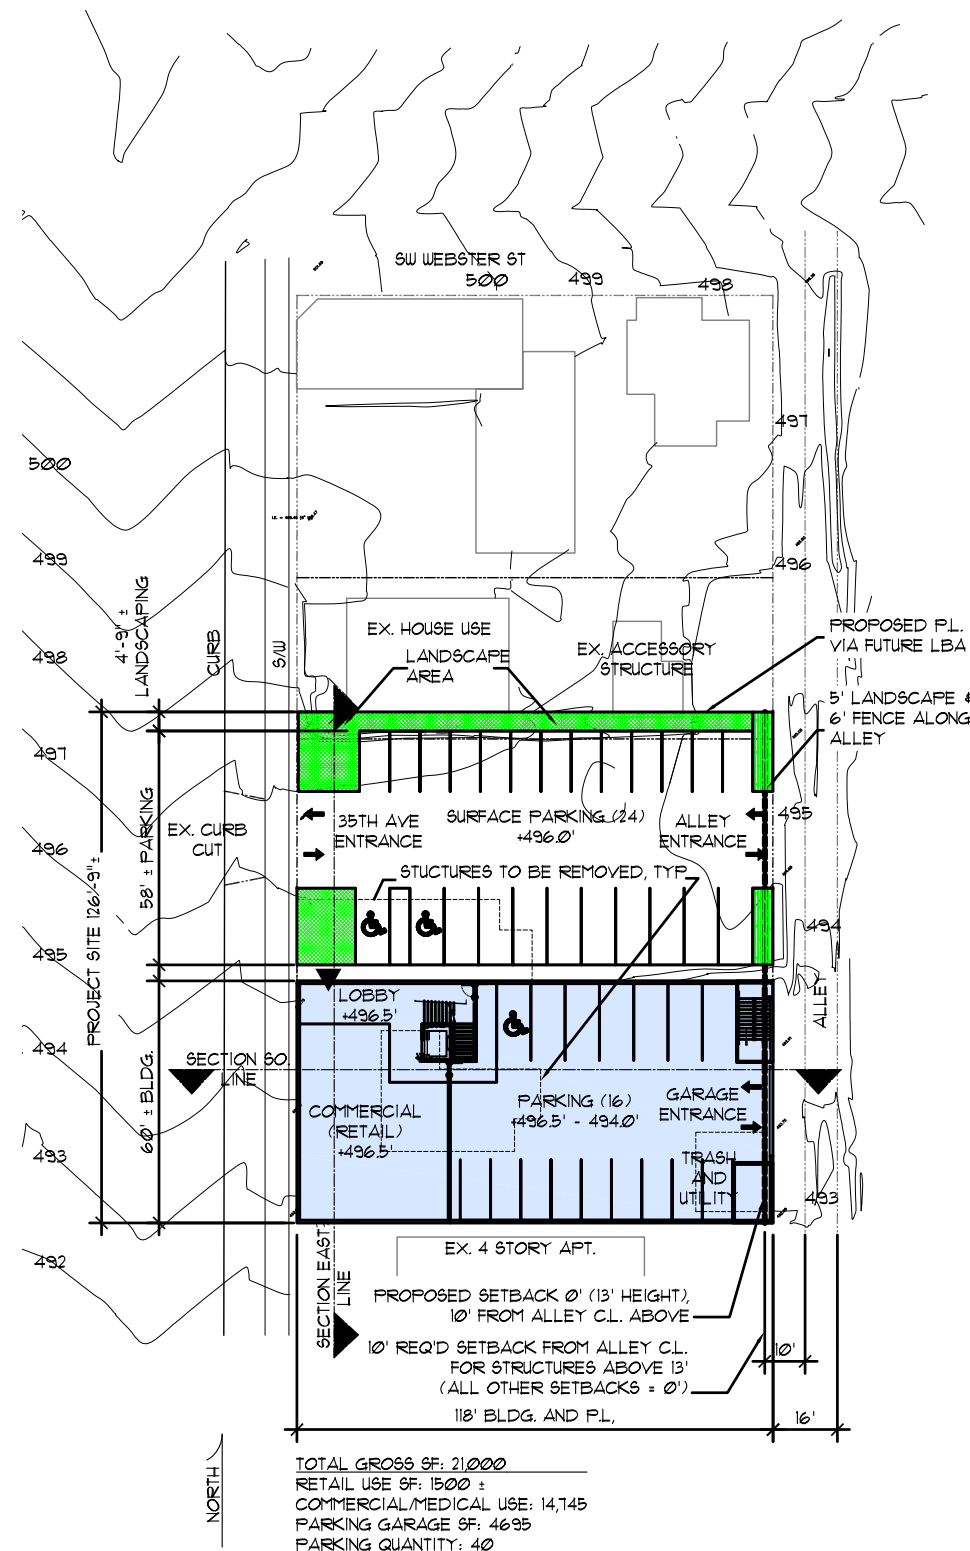 SW WEBSTER ST
500
499
498
497
500
499
496
4'-9" ±
LANDSCAPING
CURB
S/W
EX. HOUSE USE
LANDSCAPE
AREA
EX. ACCESSORY
STRUCTURE
PROPOSED P.L.
VIA FUTURE LBA
498
5' LANDSCAPE &
6' FENCE ALONG
ALLEY
497
495
EX. CURB
CUT
35TH AVE
ENTRANCE
SURFACE PARKING (24)
+496.0'
ALLEY
ENTRANCE
496
58' ± PARKING
STUCTURES TO BE REMOVED, TYP.
PROJECT SITE 126'-9"±
495
494
LOBBY
+496.5'
ALLEY
494
SECTION SO.
LINE
60' ± BLDG.
COMMERCIAL
(RETAIL)
+496.5'
PARKING (16)
+496.5' - 494.0'
GARAGE
ENTRANCE
TRASH
AND
UTILITY
493
493
EX. 4 STORY APT.
492
SECTION EAST
LINE
PROPOSED SETBACK 0' (13' HEIGHT),
10' FROM ALLEY C.L. ABOVE
10' REQ'D SETBACK FROM ALLEY C.L.
FOR STRUCTURES ABOVE 13'
(ALL OTHER SETBACKS = 0')
10'
118' BLDG. AND P.L,
16'
NORTH
TOTAL GROSS SF: 21,000
RETAIL USE SF: 1500 ±
COMMERCIAL/MEDICAL USE: 14,745
PARKING GARAGE SF: 4695
PARKING QUANTITY: 40